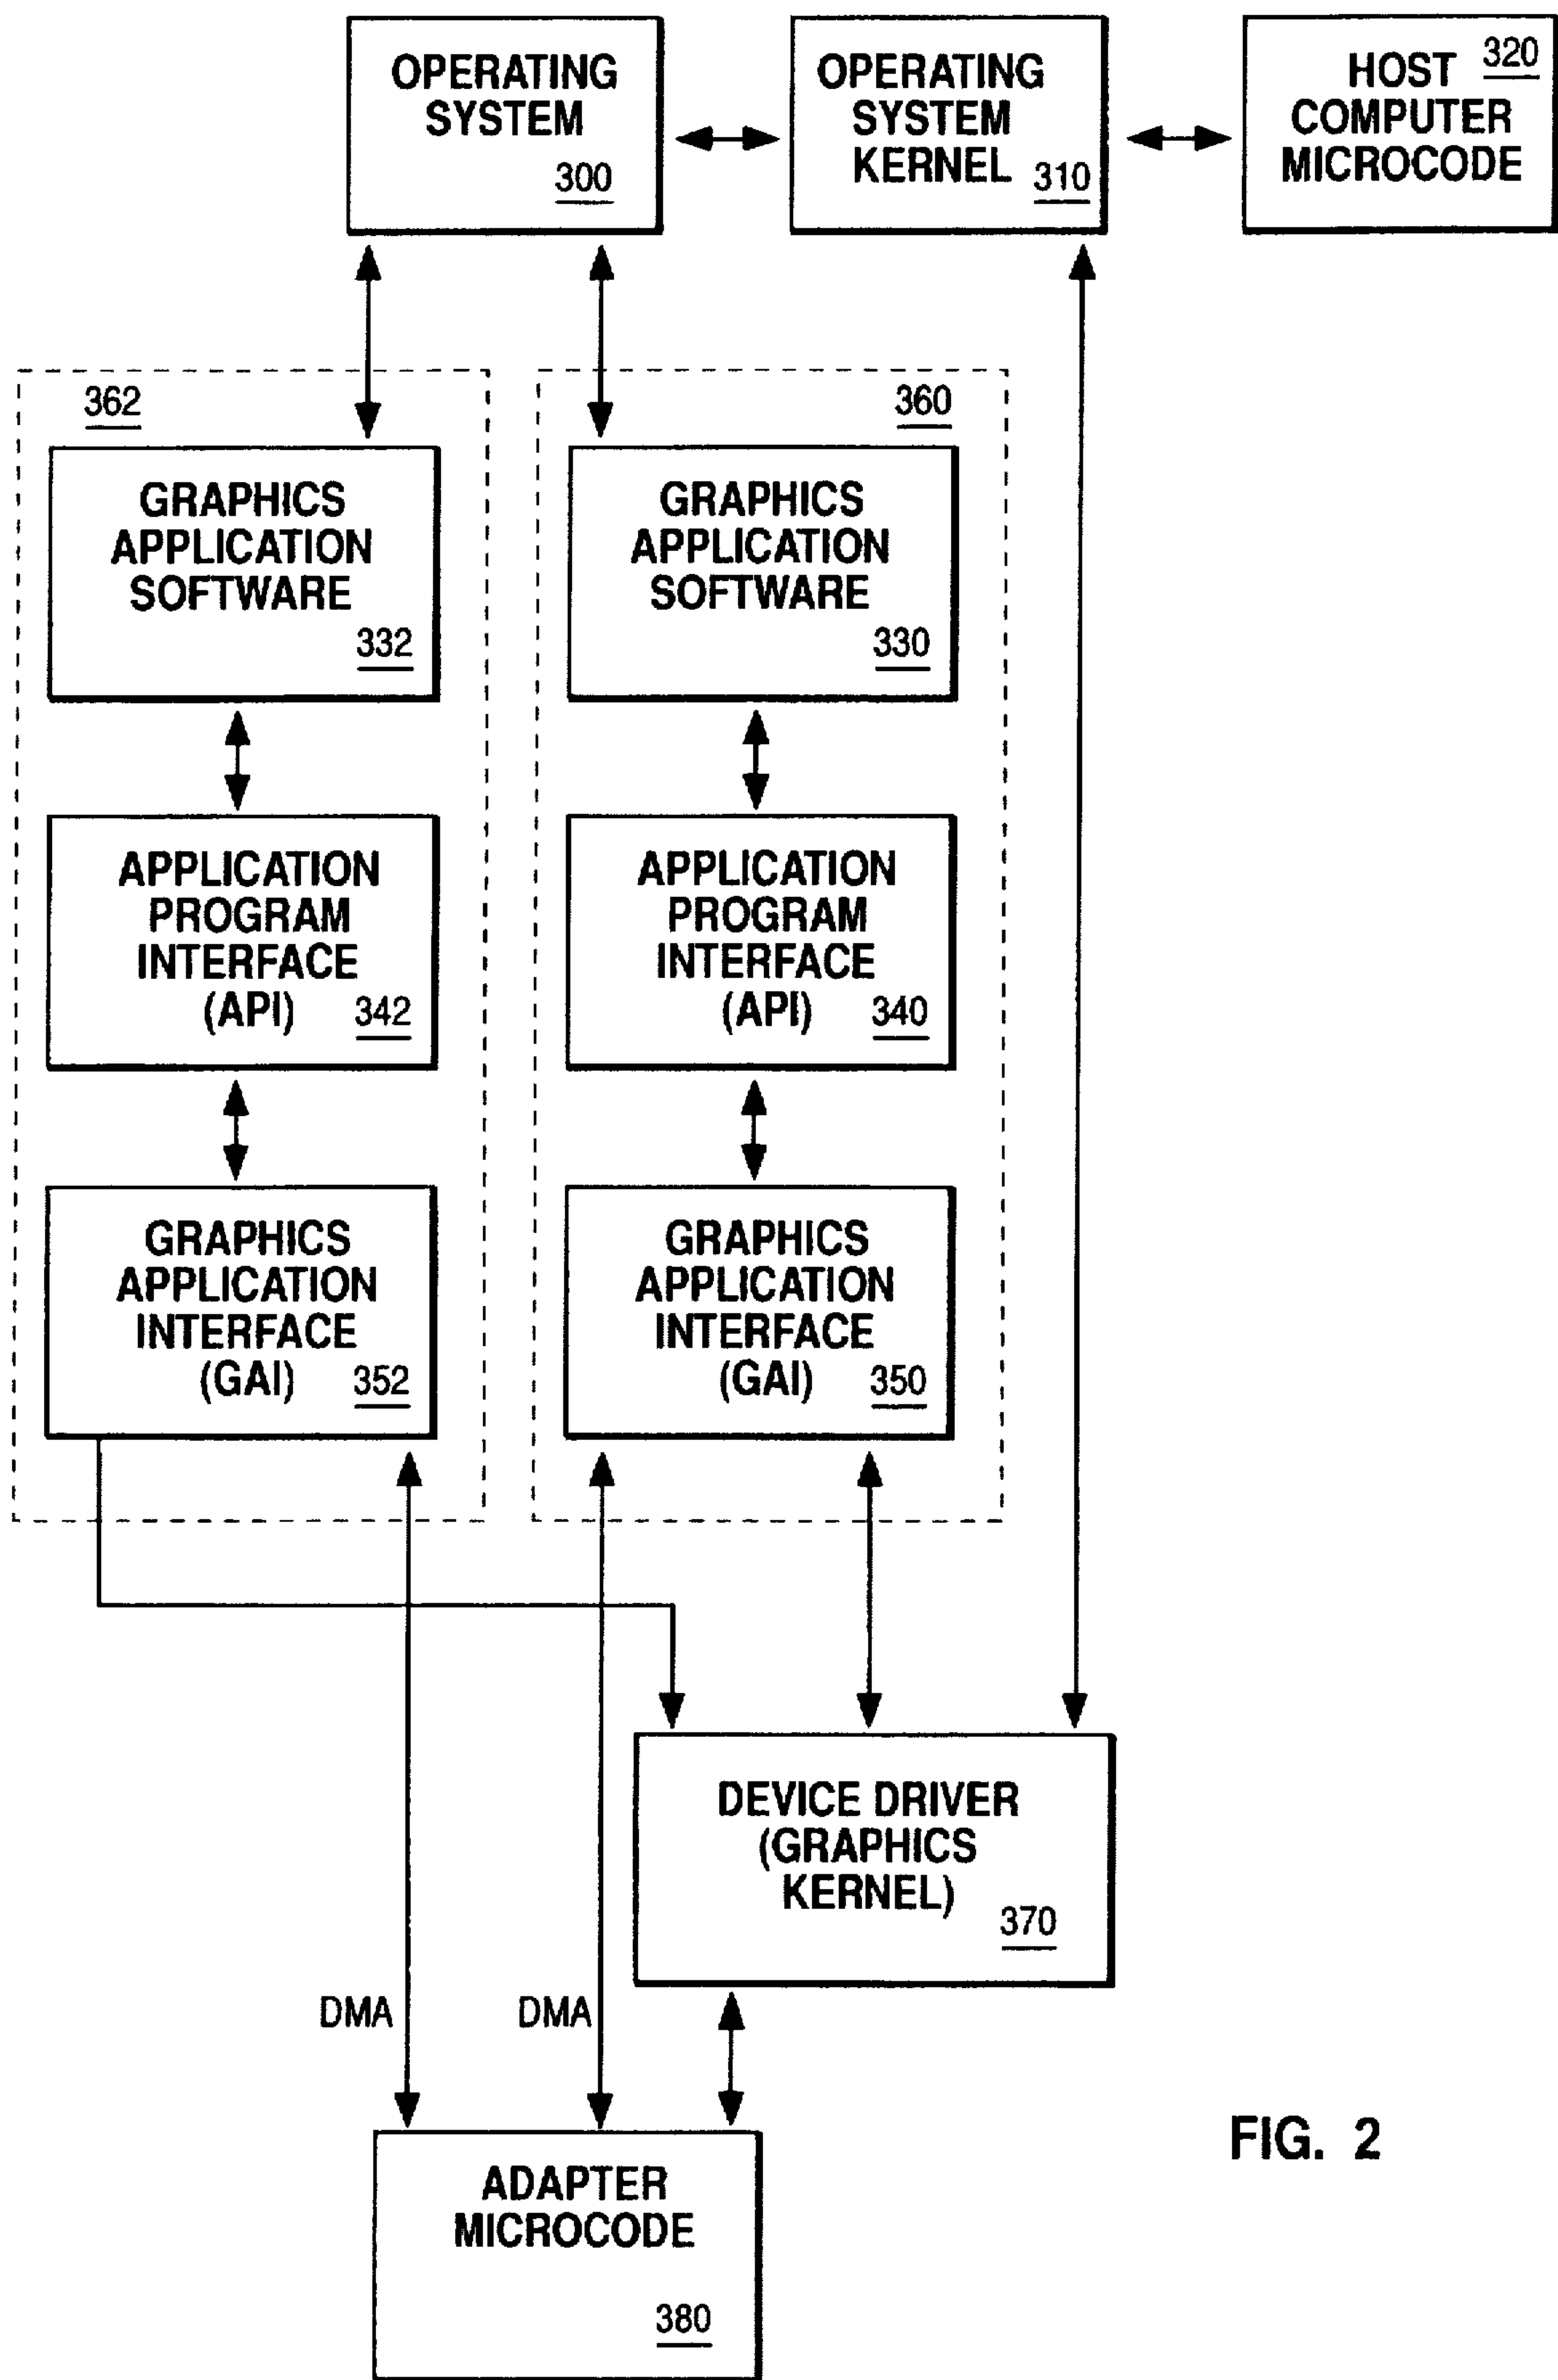 OPERATING
SYSTEM
300
OPERATING
SYSTEM
KERNEL 310
HOST 320
COMPUTER
MICROCODE
362
GRAPHICS
APPLICATION
SOFTWARE
332
APPLICATION
PROGRAM
INTERFACE
(API) 342
GRAPHICS
APPLICATION
INTERFACE
(GAI) 352
360
GRAPHICS
APPLICATION
SOFTWARE
330
APPLICATION
PROGRAM
INTERFACE
(API) 340
GRAPHICS
APPLICATION
INTERFACE
(GAI) 350
DEVICE DRIVER
(GRAPHICS
KERNEL)
370
DMA
DMA
ADAPTER
MICROCODE
380
FIG. 2